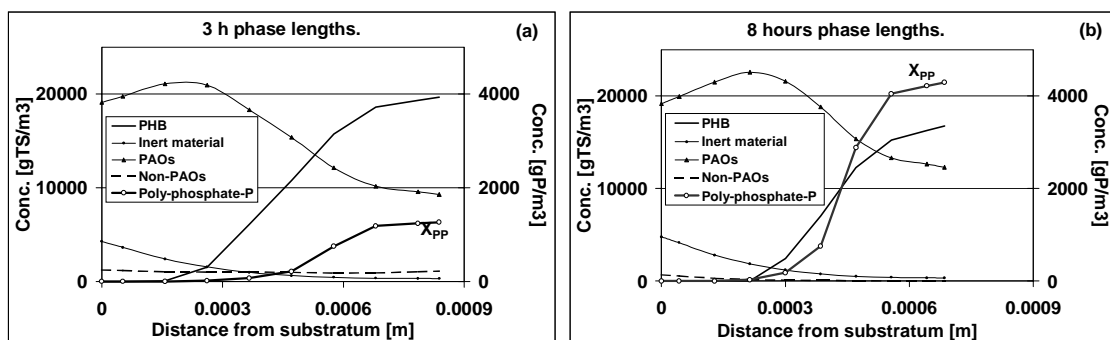 3 h phase lengths.
(a)
Conc. [gTS/m3]
20000
10000
0
PHB
Inert material
PAOs
Non-PAOs
Poly-phosphate-P
XPP
4000
2000
0
Conc. [gP/m3]
0
0.0003
0.0006
0.0009
Distance from substratum [m]
8 hours phase lengths.
(b)
Conc. [gTS/m3]
20000
10000
0
PHB
Inert material
PAOs
Non-PAOs
Poly-phosphate-P
XPP
4000
2000
0
Conc. [gP/m3]
0
0.0003
0.0006
0.0009
Distance from substratum [m]